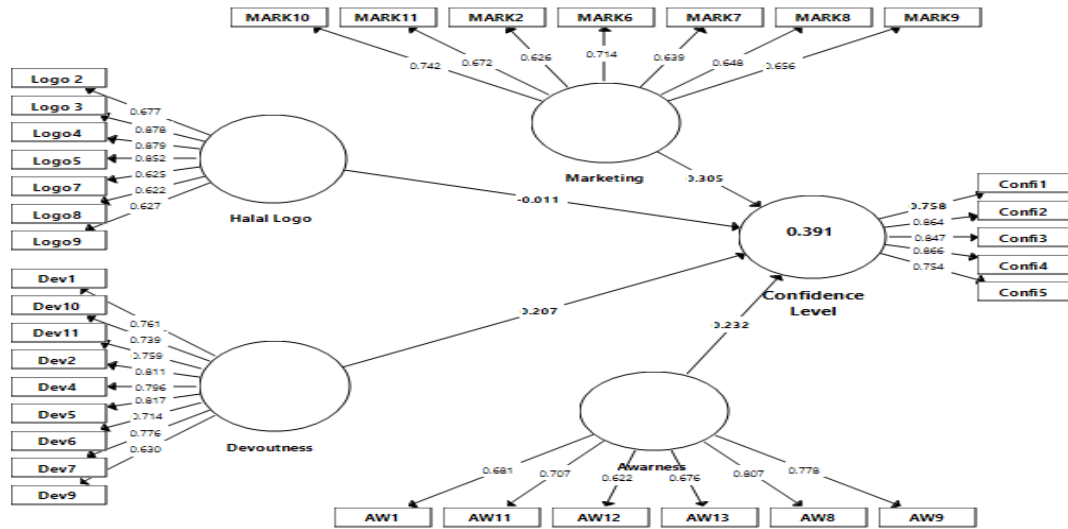 MARK10
MARK11
MARK2
MARK6
MARK7
MARK8
MARK9
0.742
0.672
0.626
0.714
0.639
0.648
0.656
Logo 2
Logo 3
Logo4
Logo5
Logo7
Logo8
Logo9
0.677
0.878
0.879
0.852
0.625
0.622
0.627
Halal Logo
Marketing
0.305
-0.011
0.391
Confidence
Level
0.758
0.864
0.847
0.866
0.754
Confi1
Confi2
Confi3
Confi4
Confi5
Dev1
Dev10
Dev11
Dev2
Dev4
Dev5
Dev6
Dev7
Dev9
0.761
0.739
0.759
0.811
0.796
0.817
0.714
0.776
0.630
Devoutness
0.207
0.232
Awarness
0.681
0.707
0.622
0.676
0.807
0.778
AW1
AW11
AW12
AW13
AW8
AW9